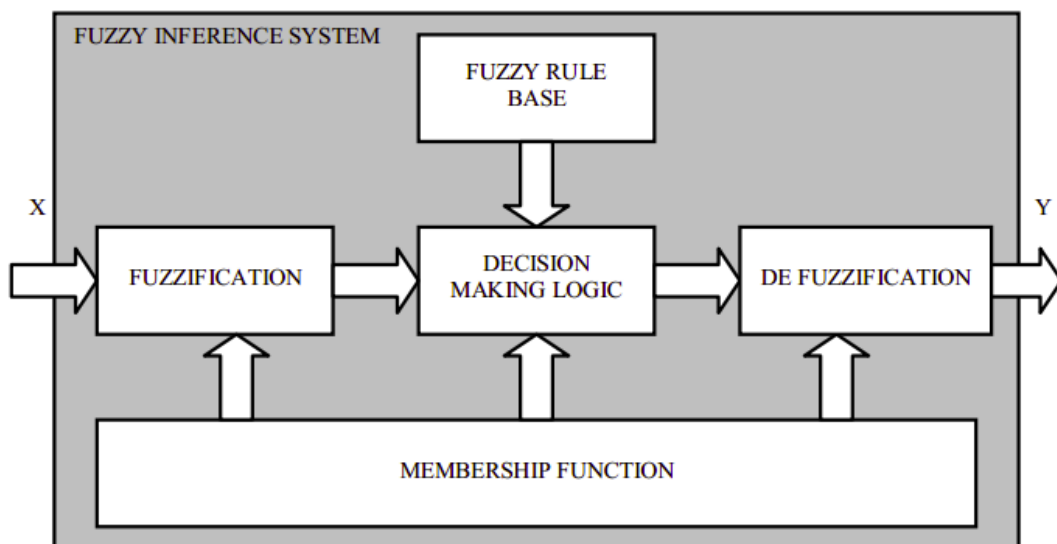 FUZZY INFERENCE SYSTEM
FUZZY RULE
BASE
X
Y
FUZZIFICATION
DECISION
MAKING LOGIC
DE FUZZIFICATION
MEMBERSHIP FUNCTION